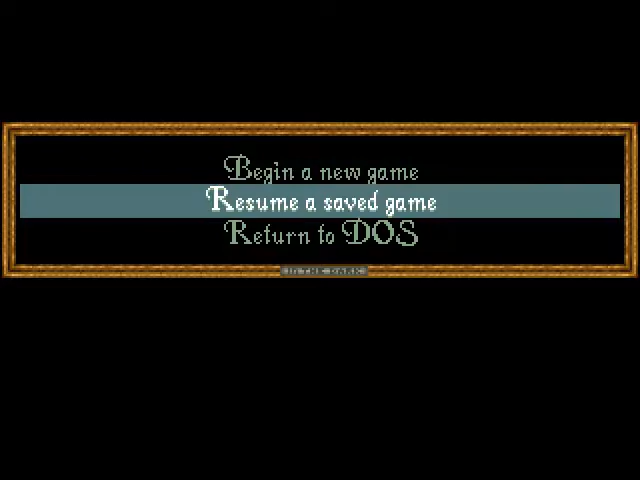 Begin a new game
Resume a saved game
Return to DOS
IN THE DARK